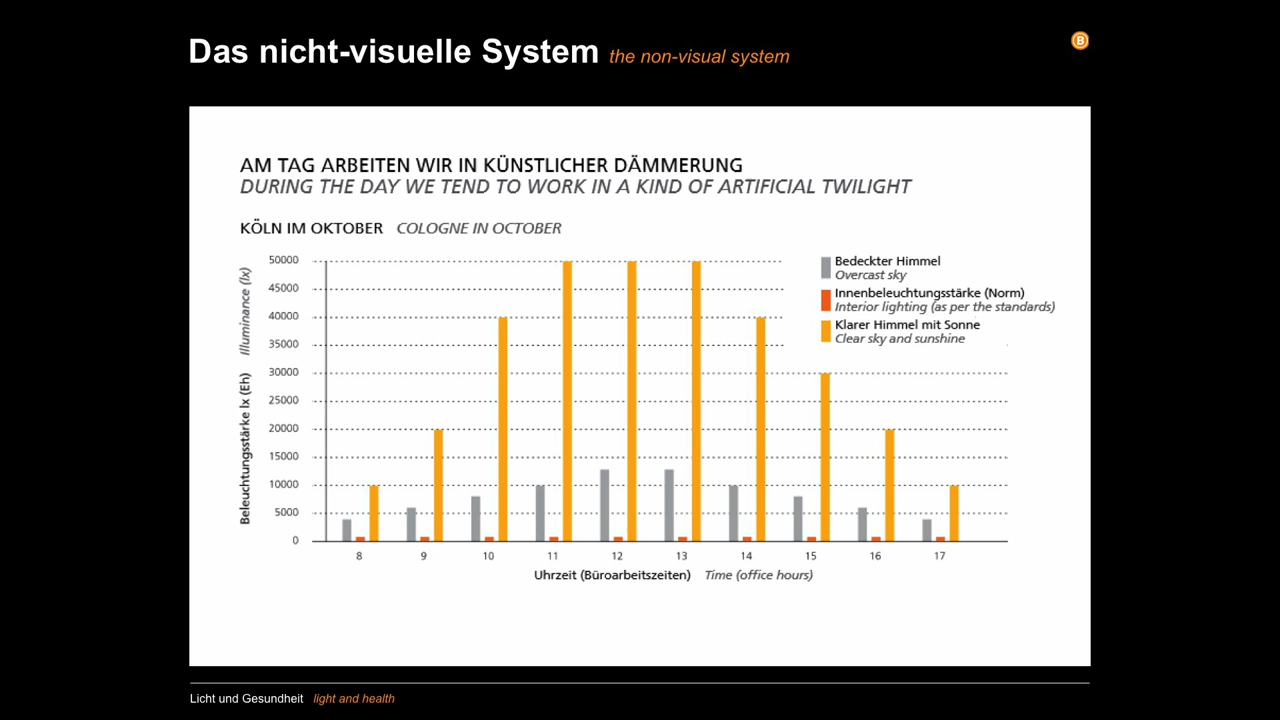 Das nicht-visuelle System the non-visual system
B
AM TAG ARBEITEN WIR IN KÜNSTLICHER DÄMMERUNG
DURING THE DAY WE TEND TO WORK IN A KIND OF ARTIFICIAL TWILIGHT
KÖLN IM OKTOBER COLOGNE IN OCTOBER
Beleuchtungsstärke lx (Eh) Illuminance (lx)
50000
45000
40000
35000
30000
25000
20000
15000
10000
5000
0
Bedeckter Himmel
Overcast sky
Innenbeleuchtungsstärke (Norm)
Interior lighting (as per the standards)
Klarer Himmel mit Sonne
Clear sky and sunshine
8 9 10 11 12 13 14 15 16 17
Uhrzeit (Büroarbeitszeiten) Time (office hours)
Licht und Gesundheit light and health